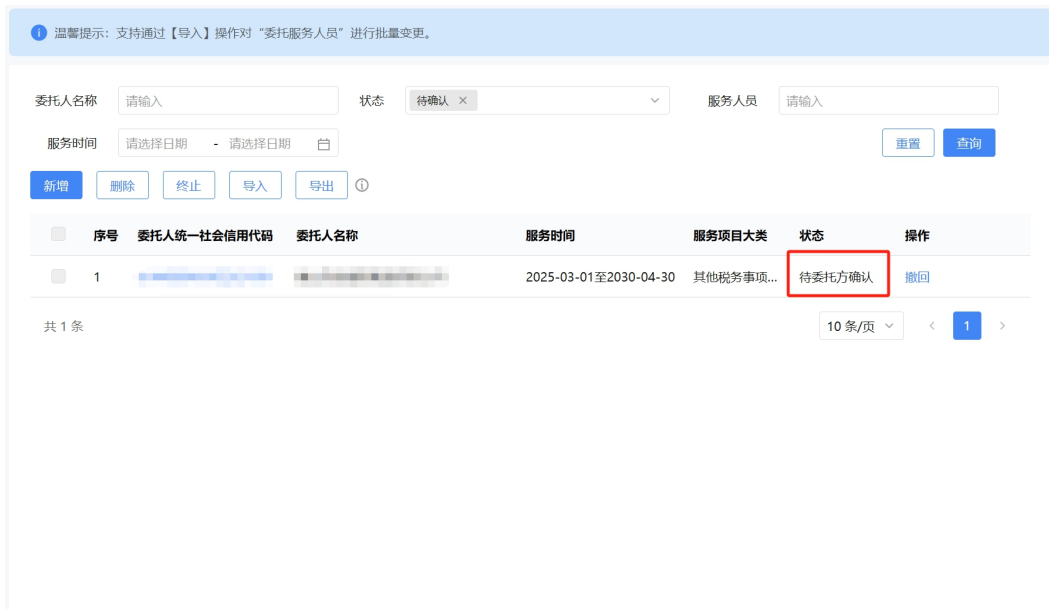 温馨提示：支持通过【导入】操作对“委托服务人员”进行批量变更。
委托人名称 请输入 状态 待确认 × 服务人员 请输入
服务时间 请选择日期 - 请选择日期 重置 查询
新增 删除 终止 导入 导出
序号 委托人统一社会信用代码 委托人名称 服务时间 服务项目大类 状态 操作
1 2025-03-01至2030-04-30 其他税务事项... 待委托方确认 撤回
共 1 条 10 条/页 < 1 >